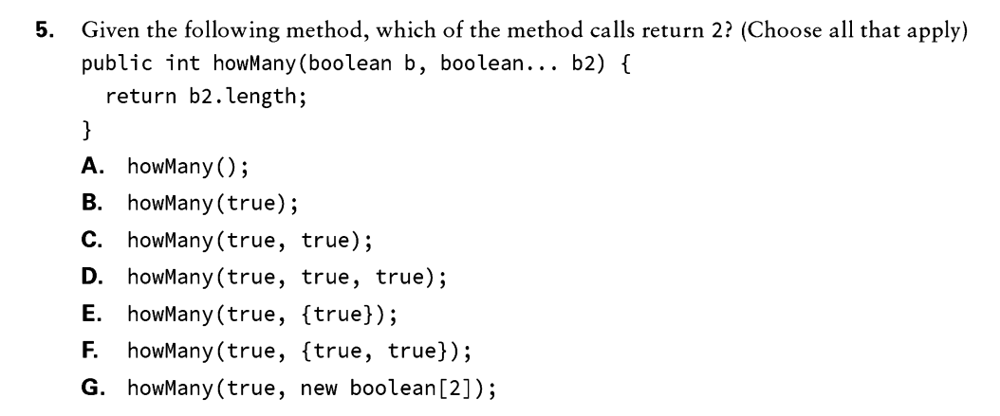 5. Given the following method, which of the method calls return 2? (Choose all that apply)
public int howMany(boolean b, boolean... b2) {
  return b2.length;
}
A. howMany();
B. howMany(true);
C. howMany(true, true);
D. howMany(true, true, true);
E. howMany(true, {true});
F. howMany(true, {true, true});
G. howMany(true, new boolean[2]);